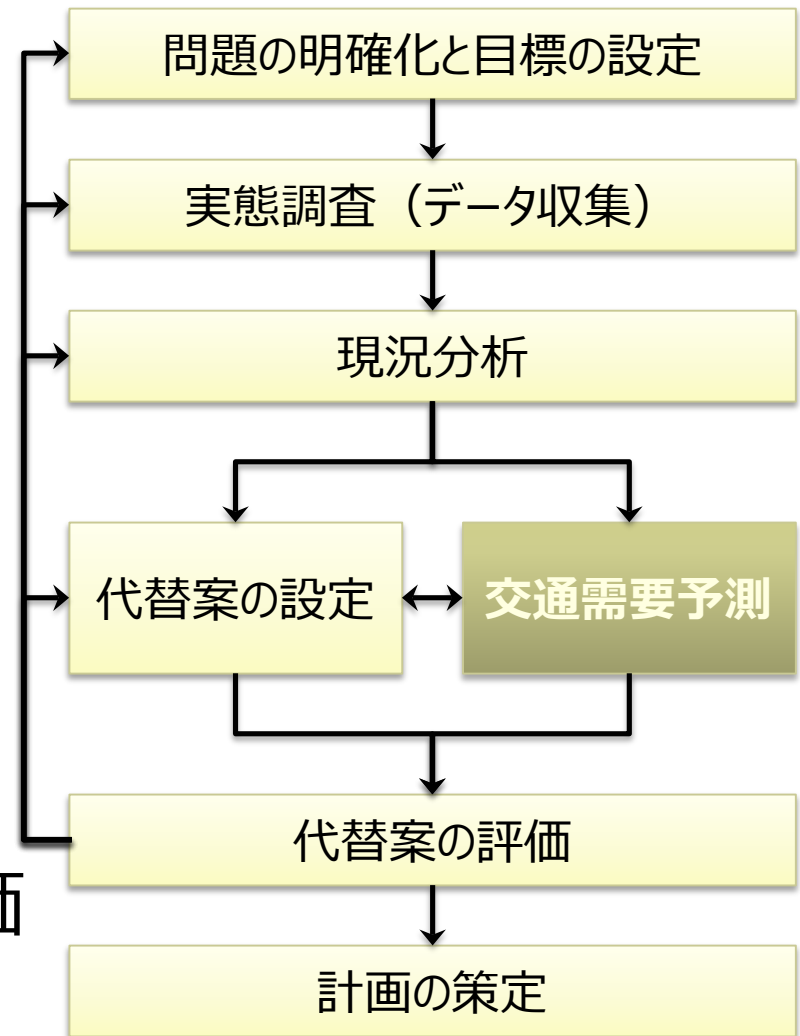 問題の明確化と目標の設定
実態調査（データ収集）
現況分析
代替案の設定
交通需要予測
代替案の評価
計画の策定